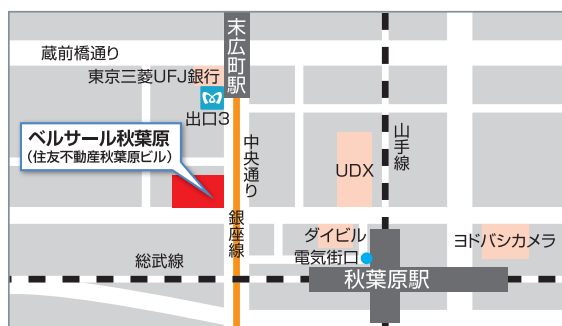 蔵前橋通り
末広町駅
東京三菱UFJ銀行
出口3
ベルサール秋葉原
(住友不動産秋葉原ビル)
中央通り
山手線
UDX
銀座線
ダイビル
電気街口
ヨドバシカメラ
総武線
秋葉原駅